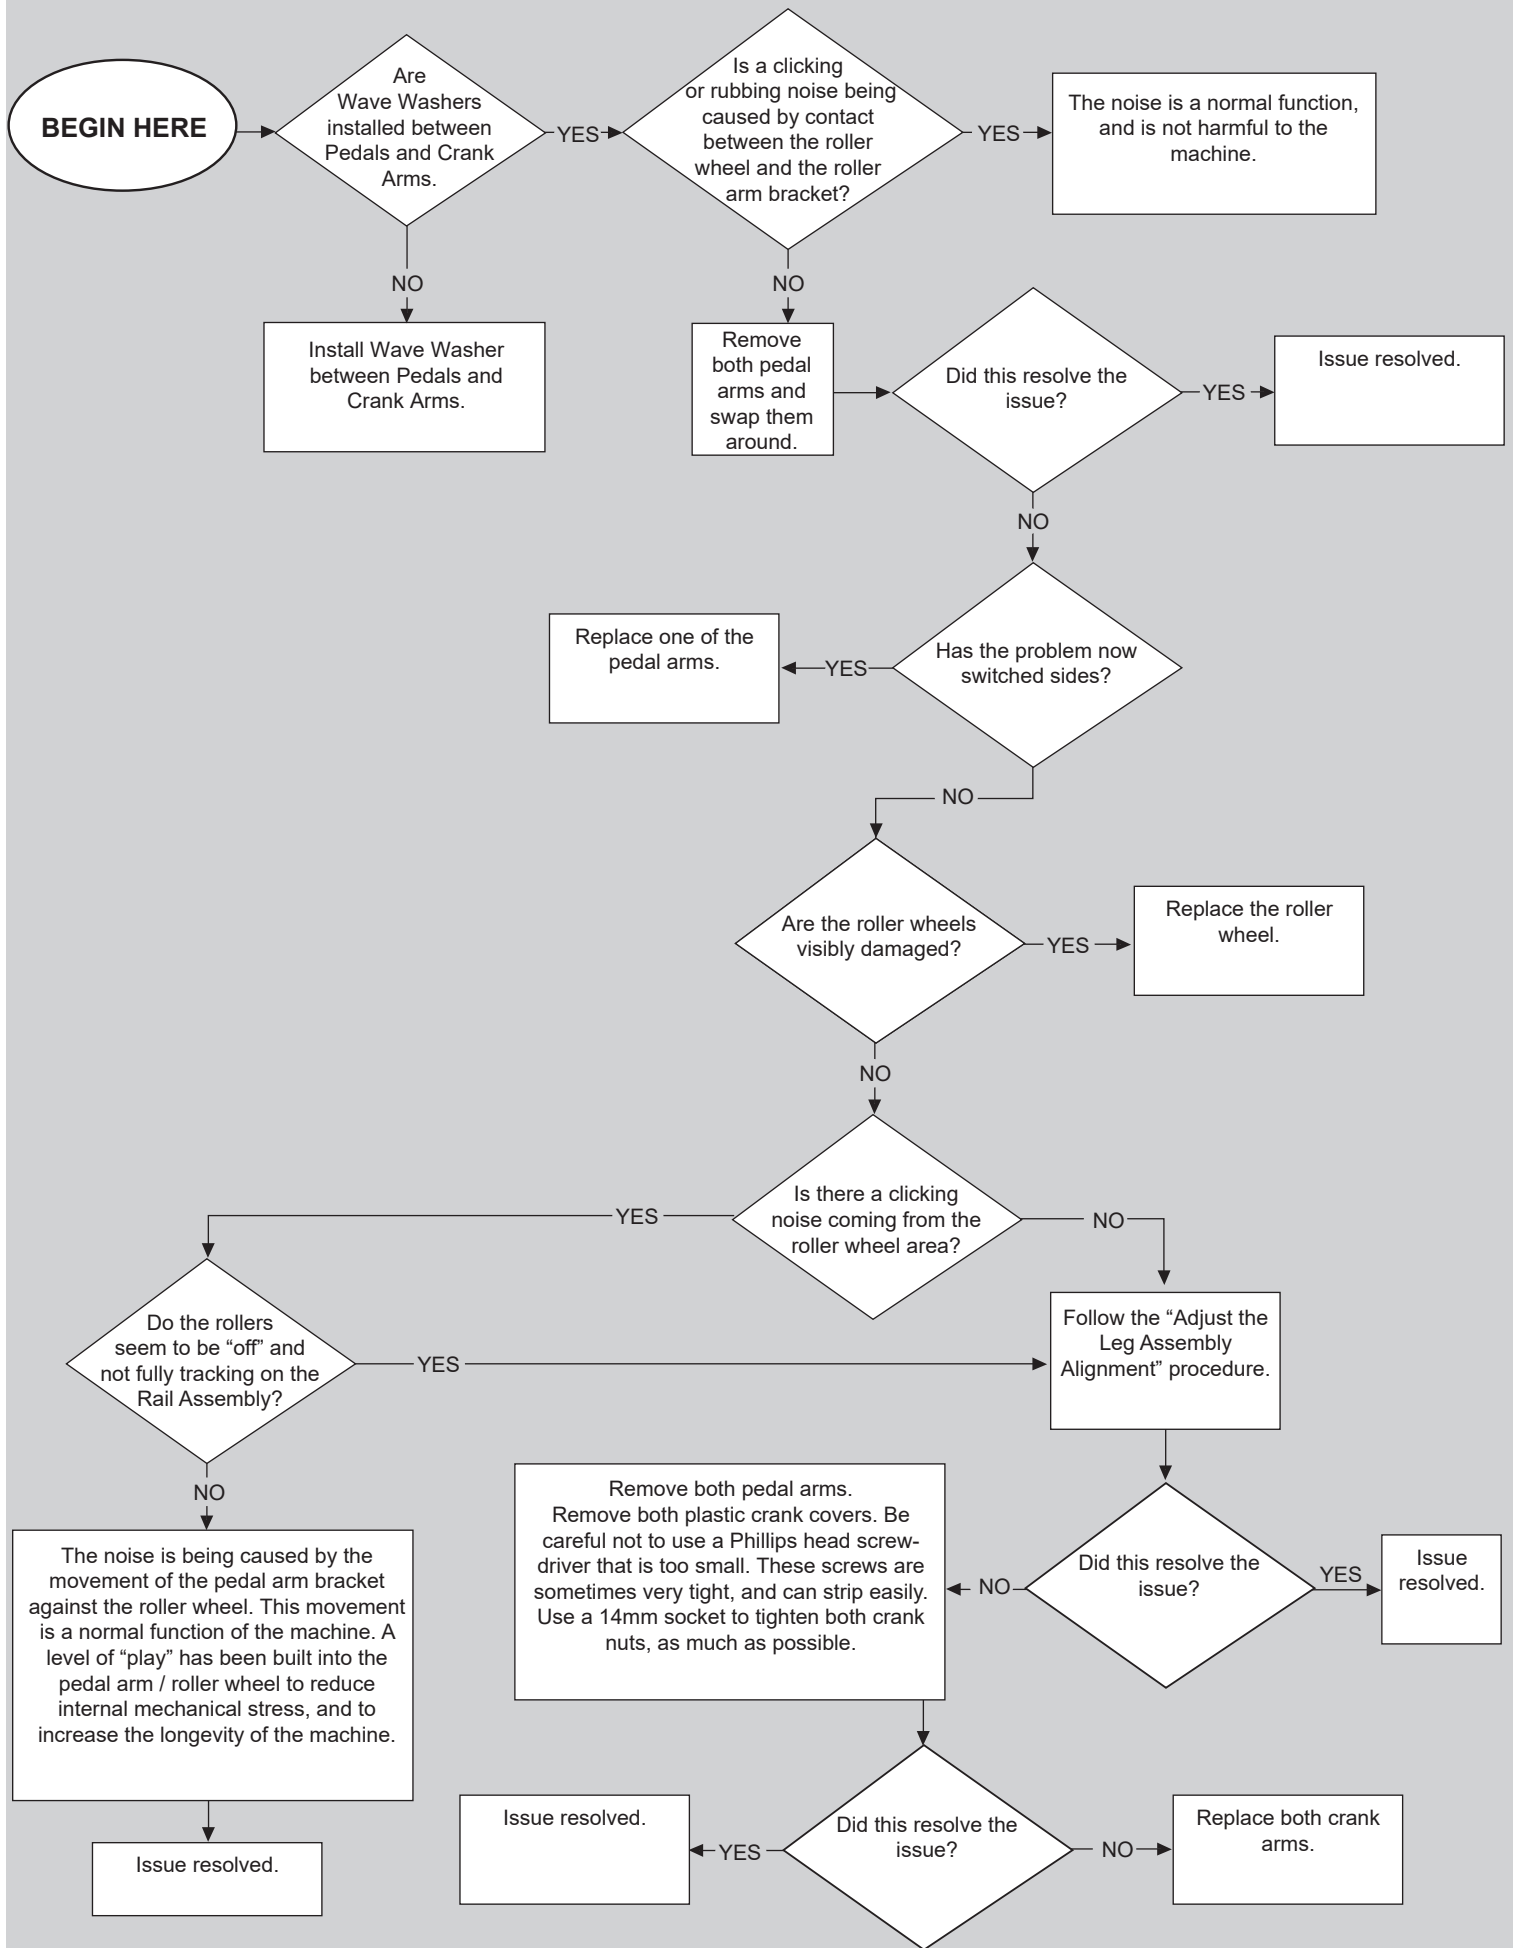 BEGIN HERE
Are
Wave Washers
installed between
Pedals and Crank
Arms.
YES
Is a clicking
or rubbing noise being
caused by contact
between the roller
wheel and the roller
arm bracket?
YES
The noise is a normal function,
and is not harmful to the
machine.
NO
Install Wave Washer
between Pedals and
Crank Arms.
NO
Remove
both pedal
arms and
swap them
around.
Did this resolve the
issue?
YES
Issue resolved.
NO
Has the problem now
switched sides?
YES
Replace one of the
pedal arms.
NO
Are the roller wheels
visibly damaged?
YES
Replace the roller
wheel.
NO
Is there a clicking
noise coming from the
roller wheel area?
YES
NO
Do the rollers
seem to be “off” and
not fully tracking on the
Rail Assembly?
YES
Follow the “Adjust the
Leg Assembly
Alignment” procedure.
NO
The noise is being caused by the
movement of the pedal arm bracket
against the roller wheel. This movement
is a normal function of the machine. A
level of “play” has been built into the
pedal arm / roller wheel to reduce
internal mechanical stress, and to
increase the longevity of the machine.
Issue resolved.
Did this resolve the
issue?
YES
Issue
resolved.
NO
Remove both pedal arms.
Remove both plastic crank covers. Be
careful not to use a Phillips head screw-
driver that is too small. These screws are
sometimes very tight, and can strip easily.
Use a 14mm socket to tighten both crank
nuts, as much as possible.
Did this resolve the
issue?
YES
Issue resolved.
NO
Replace both crank
arms.